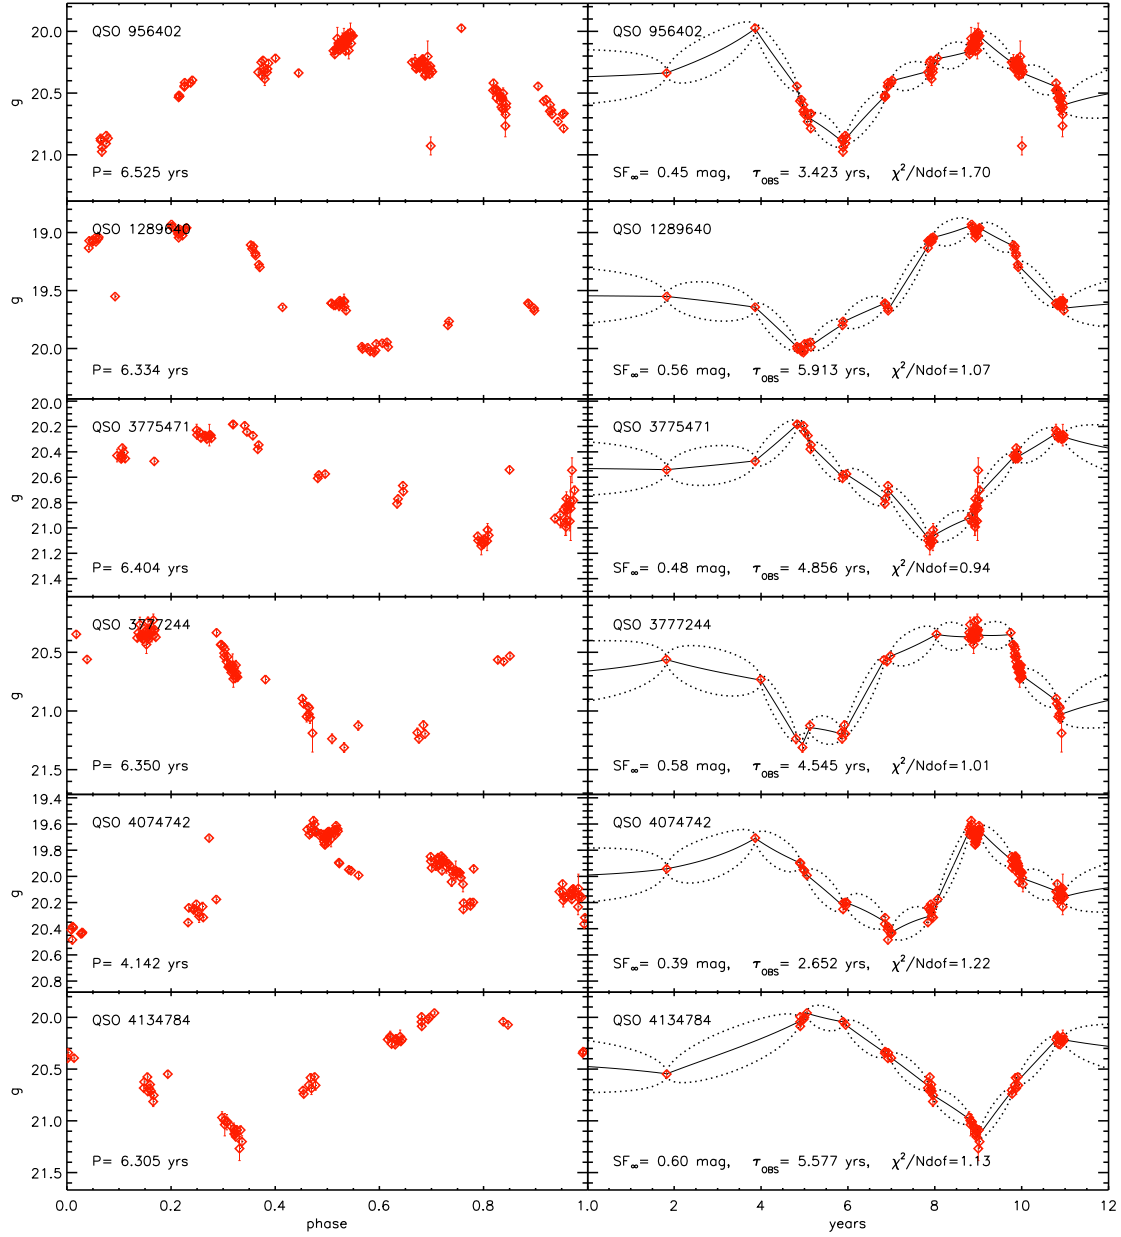 QSO 956402
20.0
20.5
21.0
g
P= 6.525 yrs
QSO 956402
SF∞= 0.45 mag, τOBS= 3.423 yrs, χ²/Ndof=1.70
QSO 1289640
19.0
19.5
20.0
g
P= 6.334 yrs
QSO 1289640
SF∞= 0.56 mag, τOBS= 5.913 yrs, χ²/Ndof=1.07
QSO 3775471
20.0
20.2
20.4
20.6
20.8
21.0
21.2
21.4
g
P= 6.404 yrs
QSO 3775471
SF∞= 0.48 mag, τOBS= 4.856 yrs, χ²/Ndof=0.94
QSO 3777244
20.5
21.0
21.5
g
P= 6.350 yrs
QSO 3777244
SF∞= 0.58 mag, τOBS= 4.545 yrs, χ²/Ndof=1.01
QSO 4074742
19.4
19.6
19.8
20.0
20.2
20.4
20.6
20.8
g
P= 4.142 yrs
QSO 4074742
SF∞= 0.39 mag, τOBS= 2.652 yrs, χ²/Ndof=1.22
QSO 4134784
20.0
20.5
21.0
21.5
g
P= 6.305 yrs
QSO 4134784
SF∞= 0.60 mag, τOBS= 5.577 yrs, χ²/Ndof=1.13
0.0 0.2 0.4 0.6 0.8 1.0
phase
2 4 6 8 10 12
years